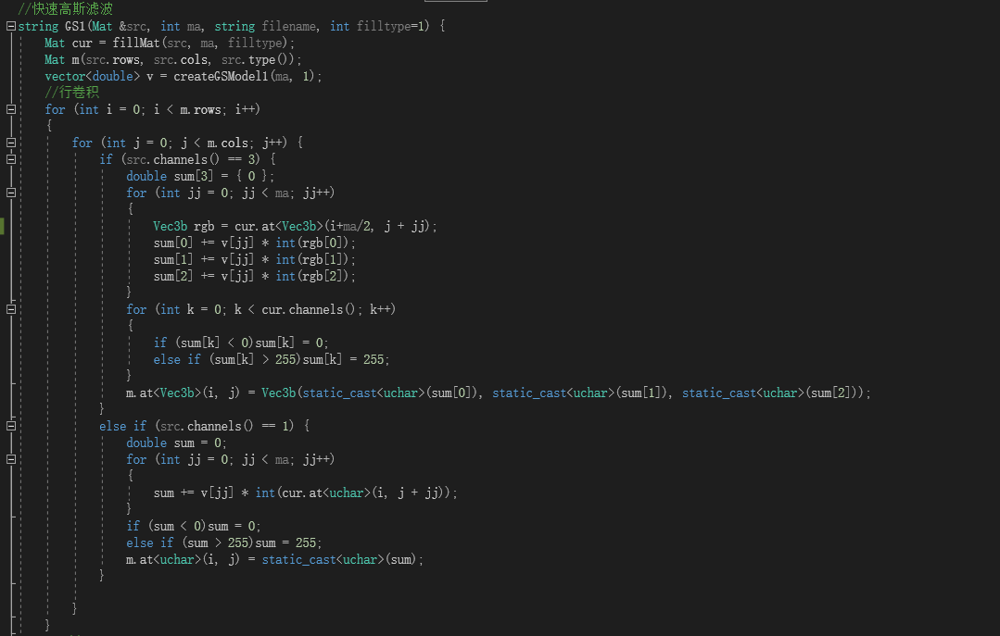 //快速高斯滤波
string GS1(Mat &src, int ma, string filename, int filltype=1) {
Mat cur = fillMat(src, ma, filltype);
Mat m(src.rows, src.cols, src.type());
vector<double> v = createGSModel1(ma, 1);
//行卷积
for (int i = 0; i < m.rows; i++)
{
for (int j = 0; j < m.cols; j++) {
if (src.channels() == 3) {
double sum[3] = { 0 };
for (int jj = 0; jj < ma; jj++)
{
Vec3b rgb = cur.at<Vec3b>(i+ma/2, j + jj);
sum[0] += v[jj] * int(rgb[0]);
sum[1] += v[jj] * int(rgb[1]);
sum[2] += v[jj] * int(rgb[2]);
}
for (int k = 0; k < cur.channels(); k++)
{
if (sum[k] < 0)sum[k] = 0;
else if (sum[k] > 255)sum[k] = 255;
}
m.at<Vec3b>(i, j) = Vec3b(static_cast<uchar>(sum[0]), static_cast<uchar>(sum[1]), static_cast<uchar>(sum[2]));
}
else if (src.channels() == 1) {
double sum = 0;
for (int jj = 0; jj < ma; jj++)
{
sum += v[jj] * int(cur.at<uchar>(i, j + jj));
}
if (sum < 0)sum = 0;
else if (sum > 255)sum = 255;
m.at<uchar>(i, j) = static_cast<uchar>(sum);
}
}
}